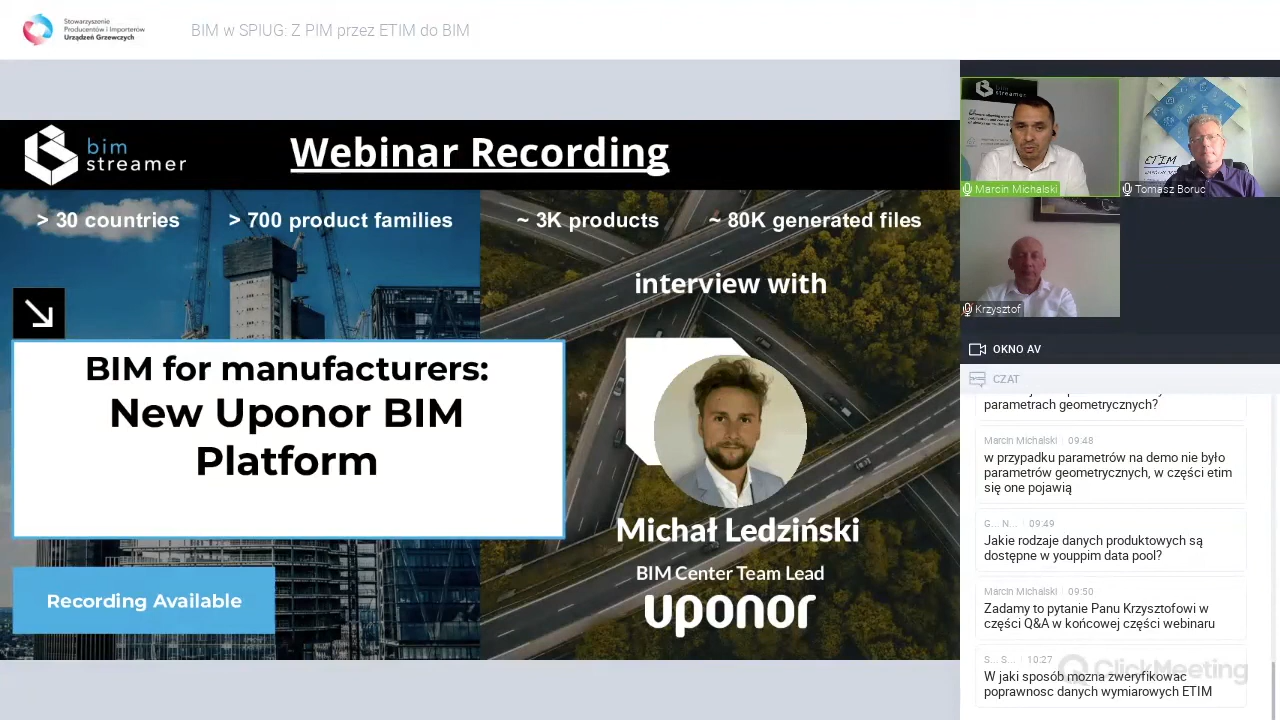 Stowarzyszenie
Producentów i Importerów
Urządzeń Grzewczych
BIM w SPIUG: Z PIM przez ETIM do BIM
bim
streamer
Webinar Recording
> 30 countries
> 700 product families
~ 3K products
~ 80K generated files
interview with
BIM for manufacturers:
New Uponor BIM
Platform
Michał Ledziński
BIM Center Team Lead
uponor
Recording Available
bim
streamer
Marcin Michalski
ETIM
Tomasz Boruc
Krzysztof
OKNO AV
CZAT
parametrach geometrycznych?
Marcin Michalski 09:48
w przypadku parametrów na demo nie było
parametrów geometrycznych, w części etim
się one pojawią
G... N... 09:49
Jakie rodzaje danych produktowych są
dostępne w youppim data pool?
Marcin Michalski 09:50
Zadamy to pytanie Panu Krzysztofowi w
części Q&A w końcowej części webinaru
S... S... 10:27
W jaki sposób mozna zweryfikowac
poprawnosc danych wymiarowych ETIM
ClickMeeting